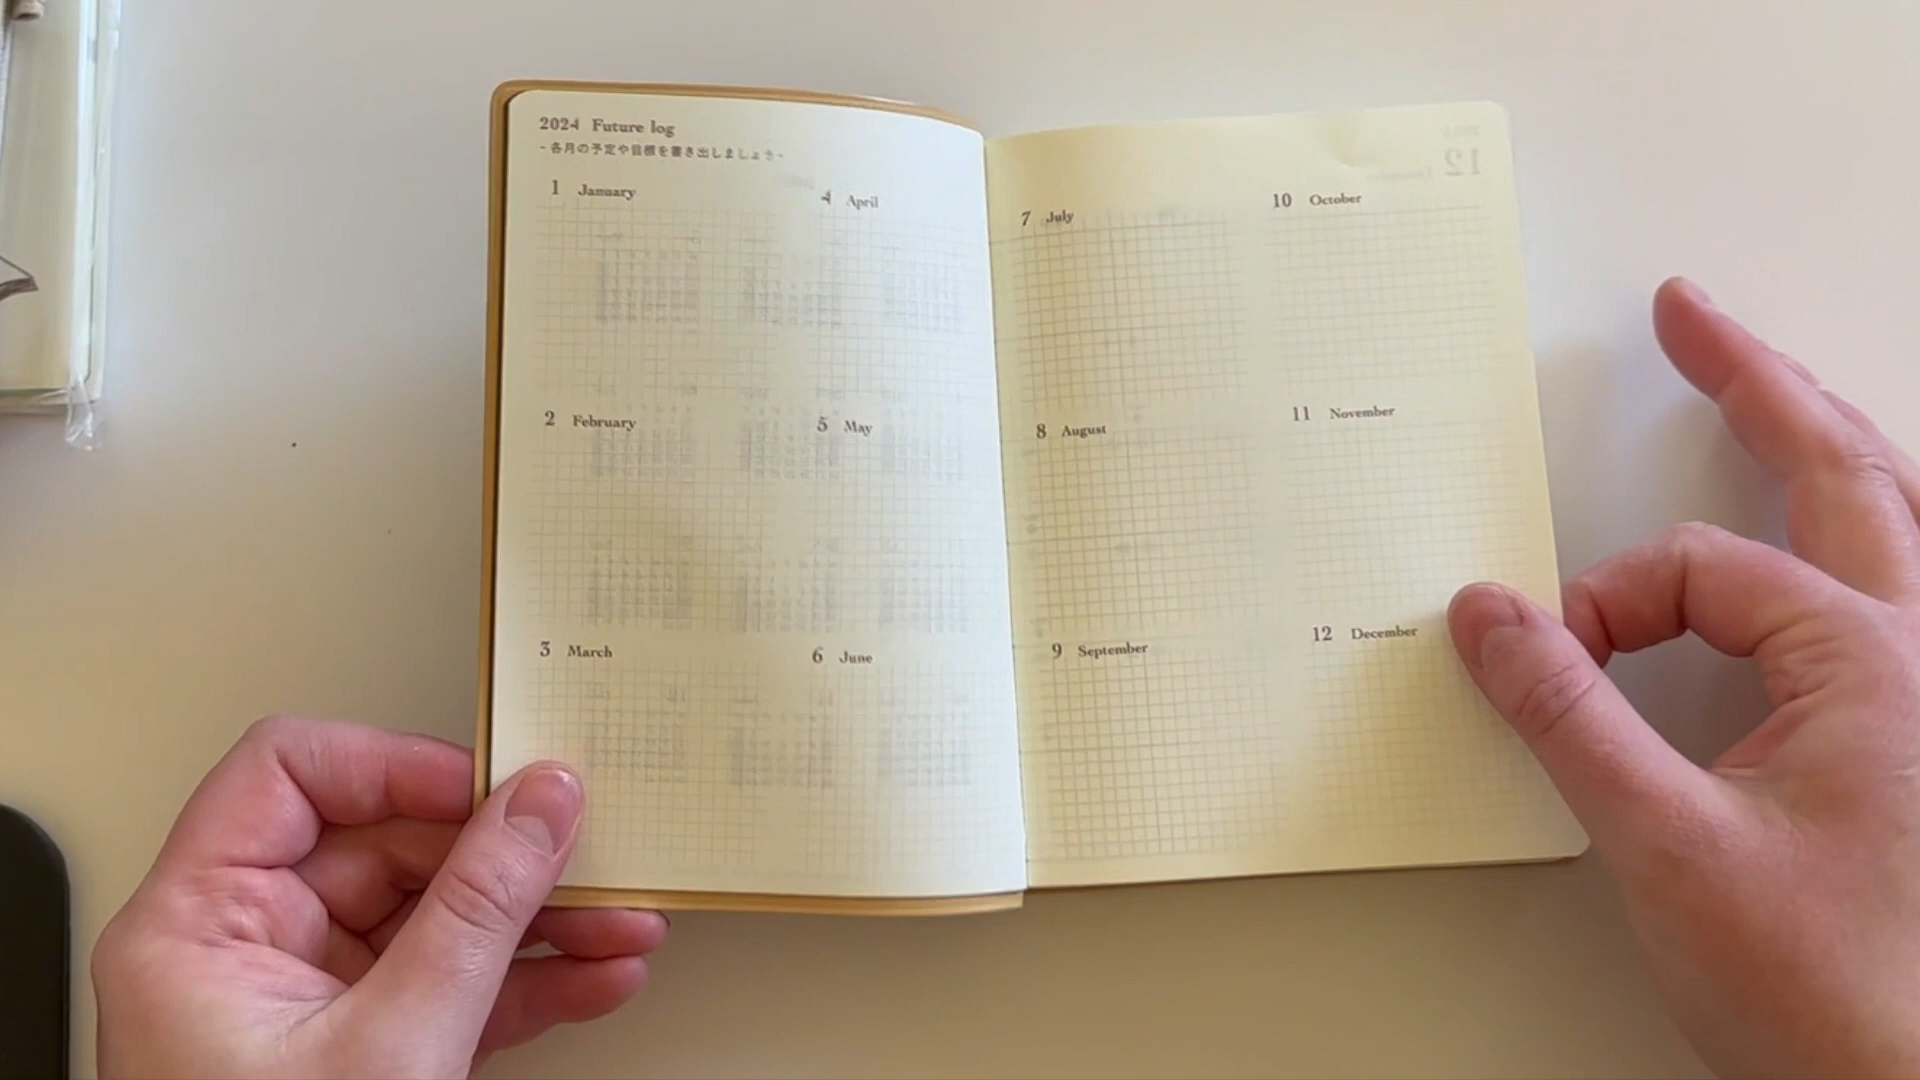 2024 Future log
-各月の予定や目標を書き出しましょう-
1 January
2 February
3 March
4 April
5 May
6 June
7 July
8 August
9 September
10 October
11 November
12 December
12